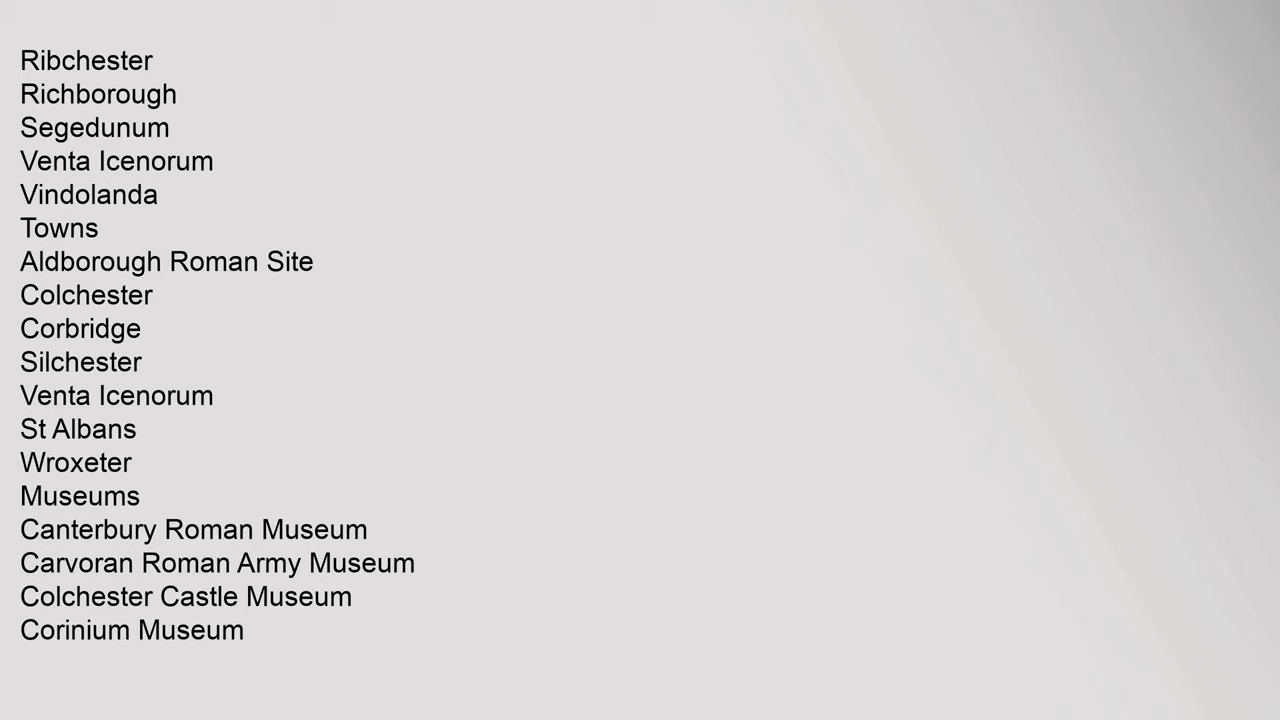 Ribchester
Richborough
Segedunum
Venta Icenorum
Vindolanda
Towns
Aldborough Roman Site
Colchester
Corbridge
Silchester
Venta Icenorum
St Albans
Wroxeter
Museums
Canterbury Roman Museum
Carvoran Roman Army Museum
Colchester Castle Museum
Corinium Museum